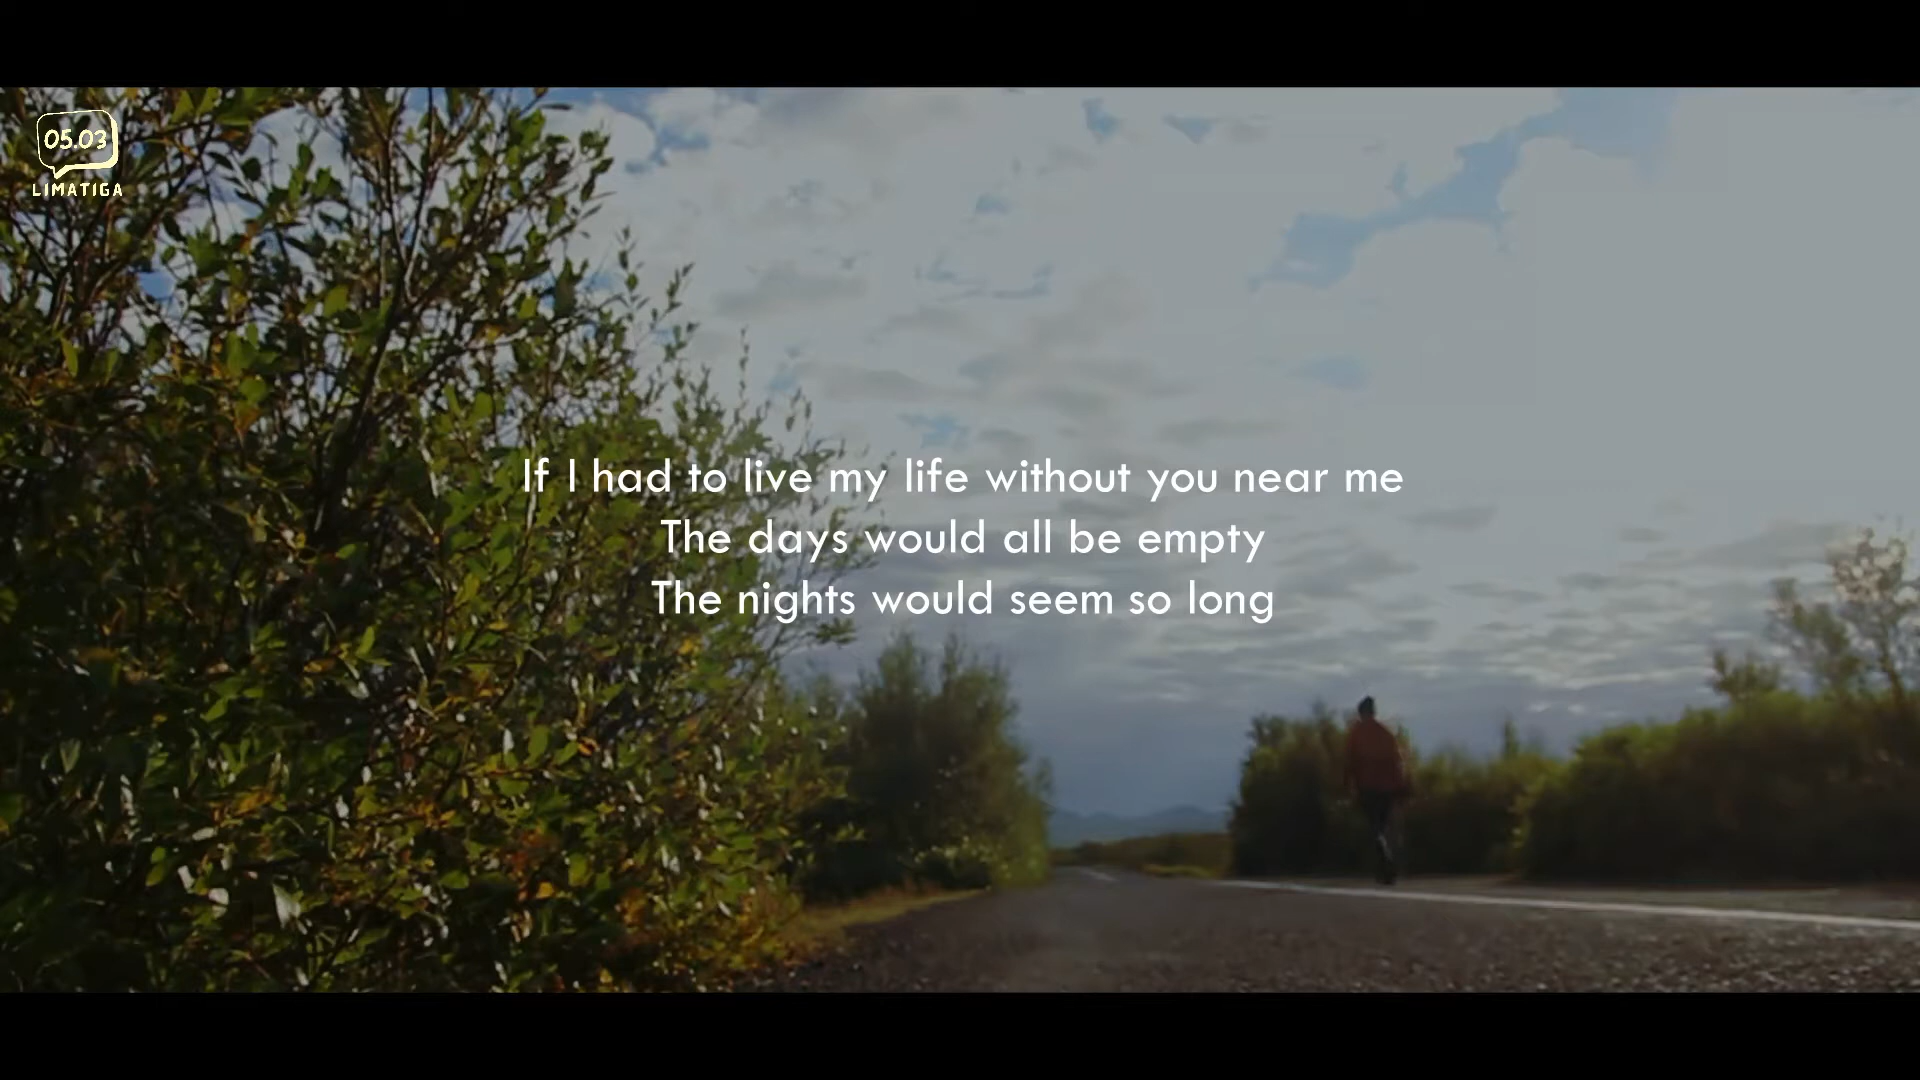 05.03
LIMATIGA
If I had to live my life without you near me
The days would all be empty
The nights would seem so long